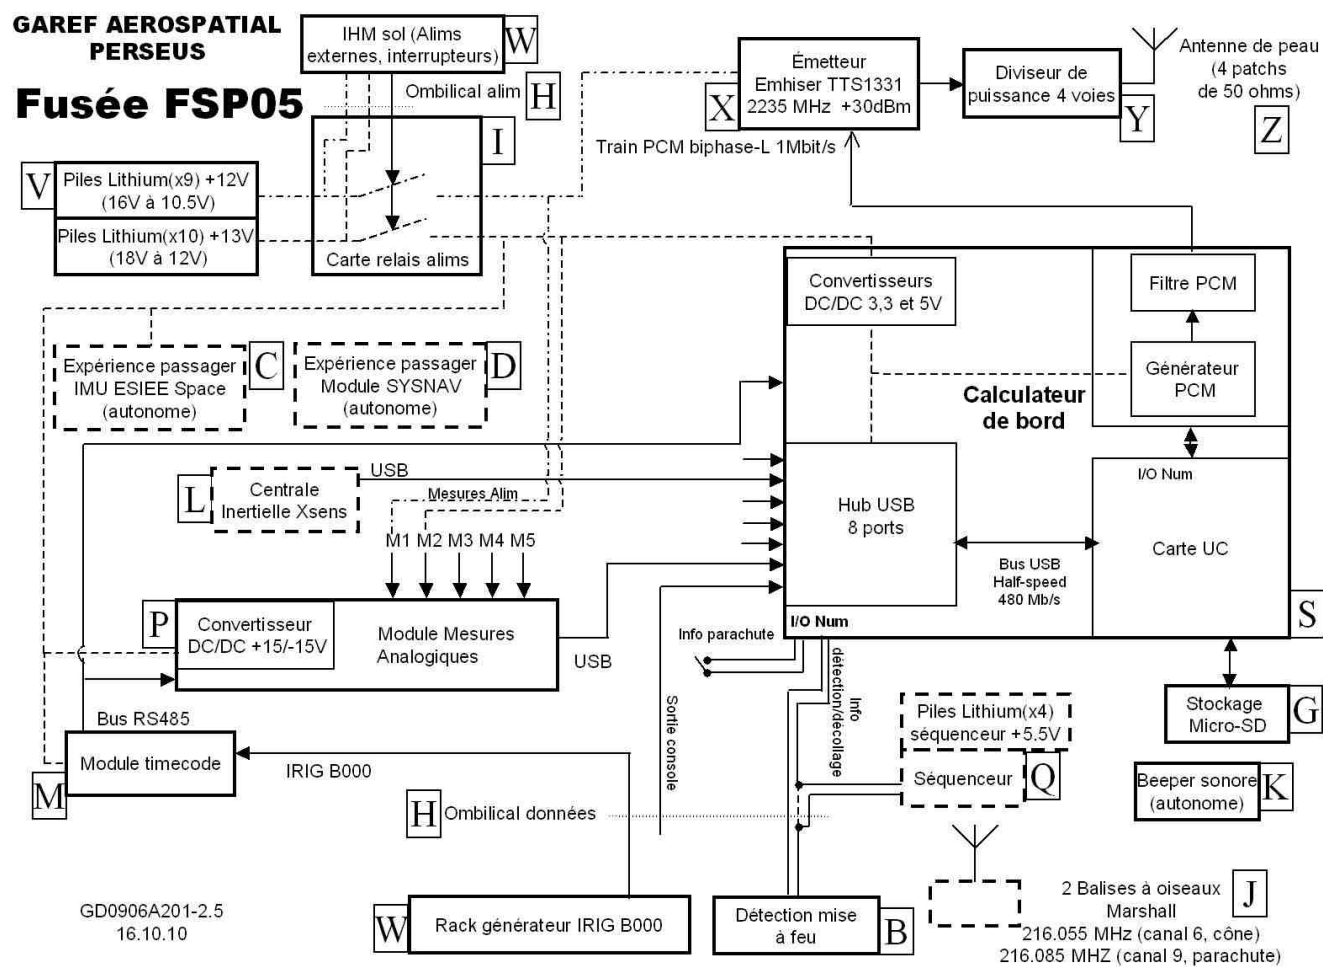 GAREF AEROSPATIAL
PERSEUS
Fusée FSP05
IHM sol (Alims
externes, interrupteurs)
W
Ombilical alim
H
I
Émetteur
Emhiser TTS1331
2235 MHz +30dBm
X
Diviseur de
puissance 4 voies
Y
Antenne de peau
(4 patchs
de 50 ohms)
Z
Train PCM biphase-L 1Mbit/s
V
Piles Lithium(x9) +12V
(16V à 10.5V)
Piles Lithium(x10) +13V
(18V à 12V)
Carte relais alims
Convertisseurs
DC/DC 3,3 et 5V
Filtre PCM
Générateur
PCM
Calculateur
de bord
Expérience passager
IMU ESIEE Space
(autonome)
C
Expérience passager
Module SYSNAV
(autonome)
D
L
Centrale
Inertielle Xsens
USB
Mesures Alim
M1 M2 M3 M4 M5
Hub USB
8 ports
I/O Num
Carte UC
Bus USB
Half-speed
480 Mb/s
S
P
Convertisseur
DC/DC +15/-15V
Module Mesures
Analogiques
USB
I/O Num
Info parachute
Info
détection/décollage
Sortie console
Bus RS485
Module timecode
M
IRIG B000
Piles Lithium(x4)
séquenceur +5.5V
Séquenceur
Q
Stockage
Micro-SD
G
Beeper sonore
(autonome)
K
H
Ombilical données
GD0906A201-2.5
16.10.10
W
Rack générateur IRIG B000
Détection mise
à feu
B
2 Balises à oiseaux
Marshall
216.055 MHz (canal 6, cône)
216.085 MHZ (canal 9, parachute)
J